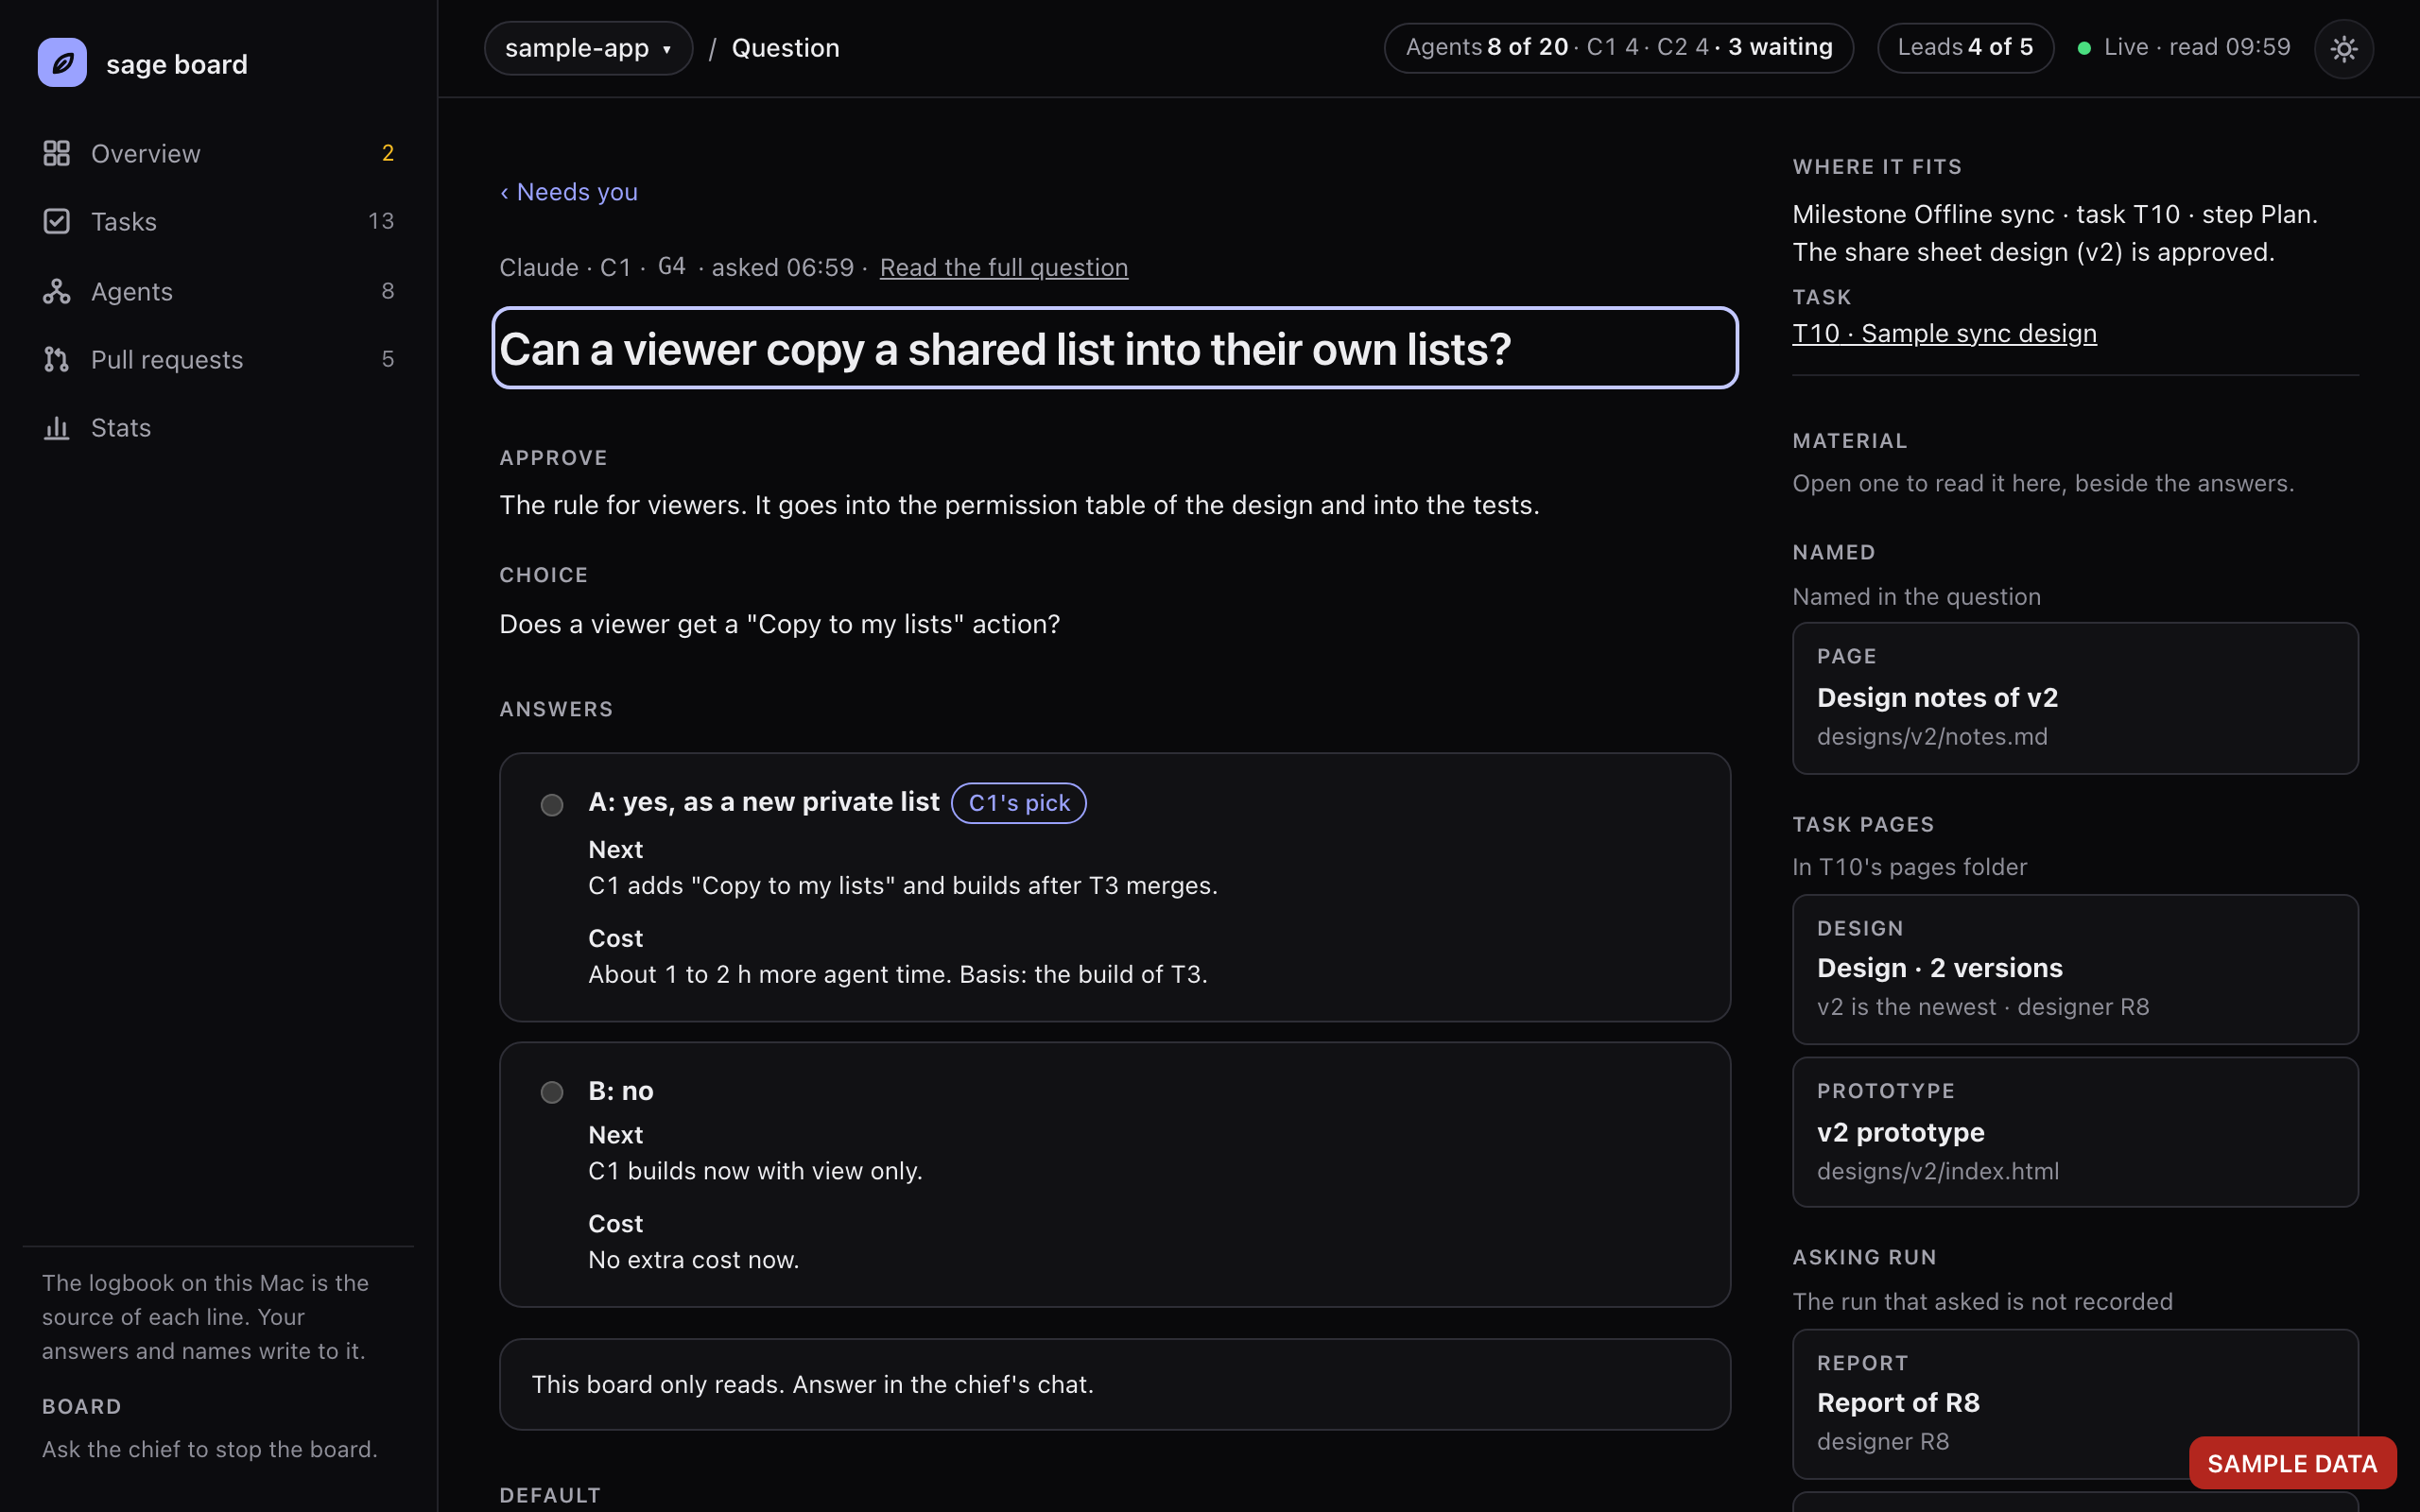 sage board
Overview 2
Tasks 13
Agents 8
Pull requests 5
Stats
The logbook on this Mac is the
source of each line. Your
answers and names write to it.
BOARD
Ask the chief to stop the board.
sample-app ▾ / Question
Agents 8 of 20 · C1 4 · C2 4 · 3 waiting
Leads 4 of 5
Live · read 09:59
‹ Needs you
Claude · C1 · G4 · asked 06:59 · Read the full question
Can a viewer copy a shared list into their own lists?
APPROVE
The rule for viewers. It goes into the permission table of the design and into the tests.
CHOICE
Does a viewer get a "Copy to my lists" action?
ANSWERS
A: yes, as a new private list C1's pick
Next
C1 adds "Copy to my lists" and builds after T3 merges.
Cost
About 1 to 2 h more agent time. Basis: the build of T3.
B: no
Next
C1 builds now with view only.
Cost
No extra cost now.
This board only reads. Answer in the chief's chat.
DEFAULT
WHERE IT FITS
Milestone Offline sync · task T10 · step Plan.
The share sheet design (v2) is approved.
TASK
T10 · Sample sync design
MATERIAL
Open one to read it here, beside the answers.
NAMED
Named in the question
PAGE
Design notes of v2
designs/v2/notes.md
TASK PAGES
In T10's pages folder
DESIGN
Design · 2 versions
v2 is the newest · designer R8
PROTOTYPE
v2 prototype
designs/v2/index.html
ASKING RUN
The run that asked is not recorded
REPORT
Report of R8
designer R8
SAMPLE DATA